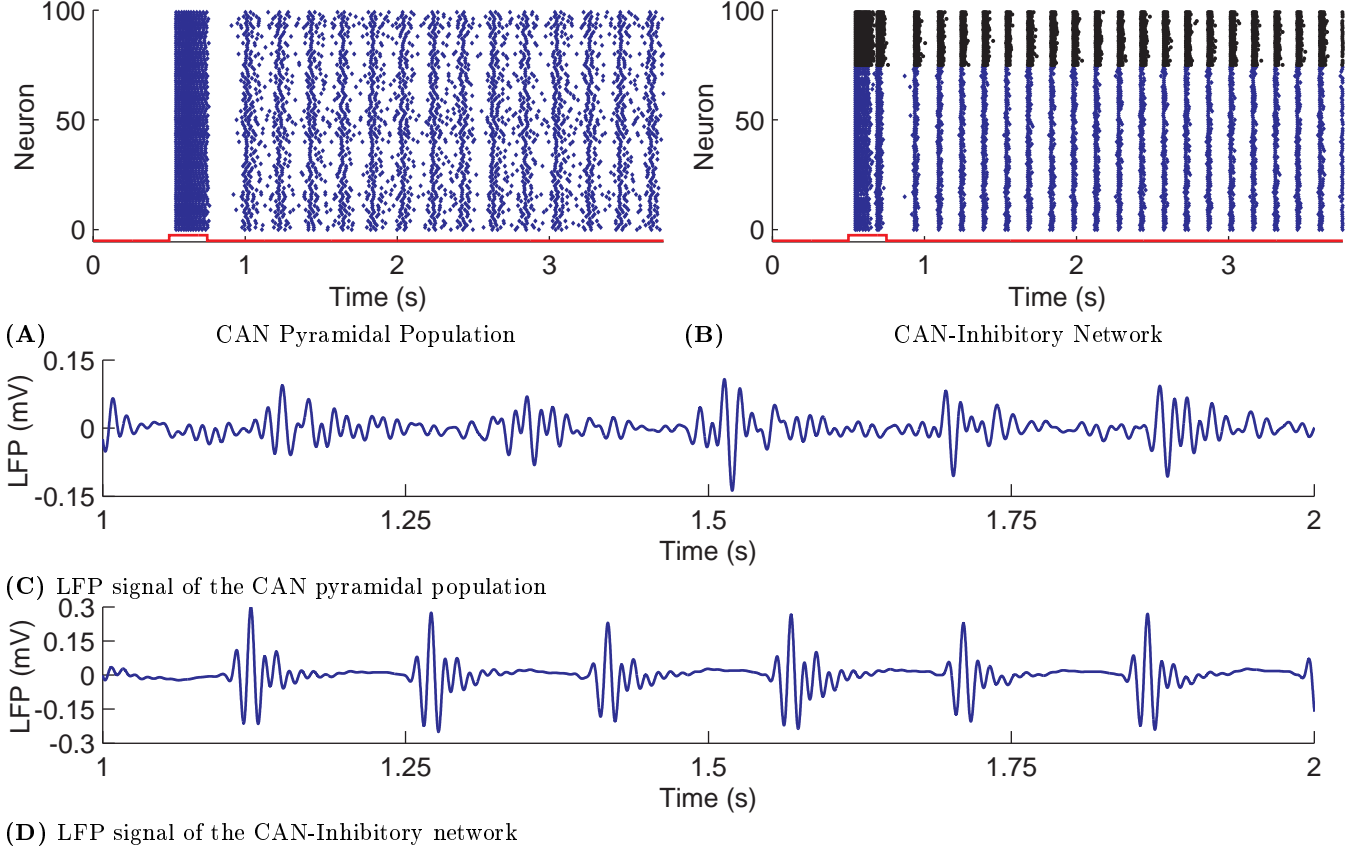 100
50
0
Neuron
0
1
2
3
Time (s)
(A) CAN Pyramidal Population
100
50
0
Neuron
0
1
2
3
Time (s)
(B) CAN-Inhibitory Network
0.15
0
-0.15
LFP (mV)
1
1.25
1.5
1.75
2
Time (s)
(C) LFP signal of the CAN pyramidal population
0.3
0.15
0
-0.15
-0.3
LFP (mV)
1
1.25
1.5
1.75
2
Time (s)
(D) LFP signal of the CAN-Inhibitory network